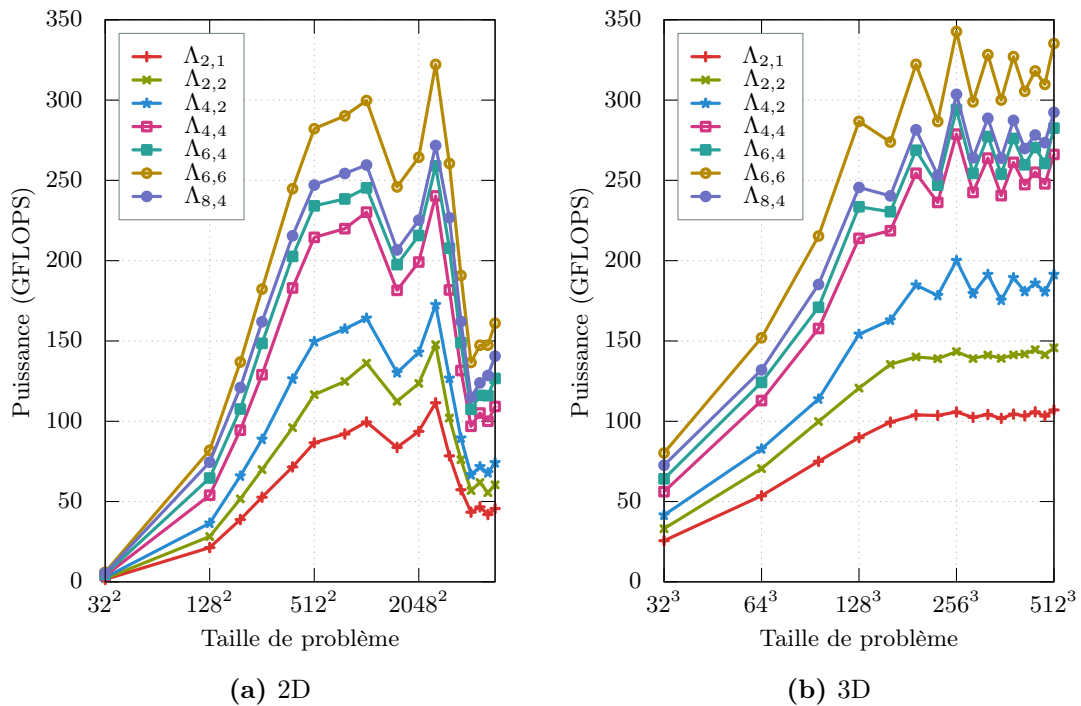 350
300
250
200
150
100
50
0
Puissance (GFLOPS)
Λ2,1
Λ2,2
Λ4,2
Λ4,4
Λ6,4
Λ6,6
Λ8,4
32² 128² 512² 2048²
Taille de problème
(a) 2D
350
300
250
200
150
100
50
0
Puissance (GFLOPS)
Λ2,1
Λ2,2
Λ4,2
Λ4,4
Λ6,4
Λ6,6
Λ8,4
32³ 64³ 128³ 256³ 512³
Taille de problème
(b) 3D